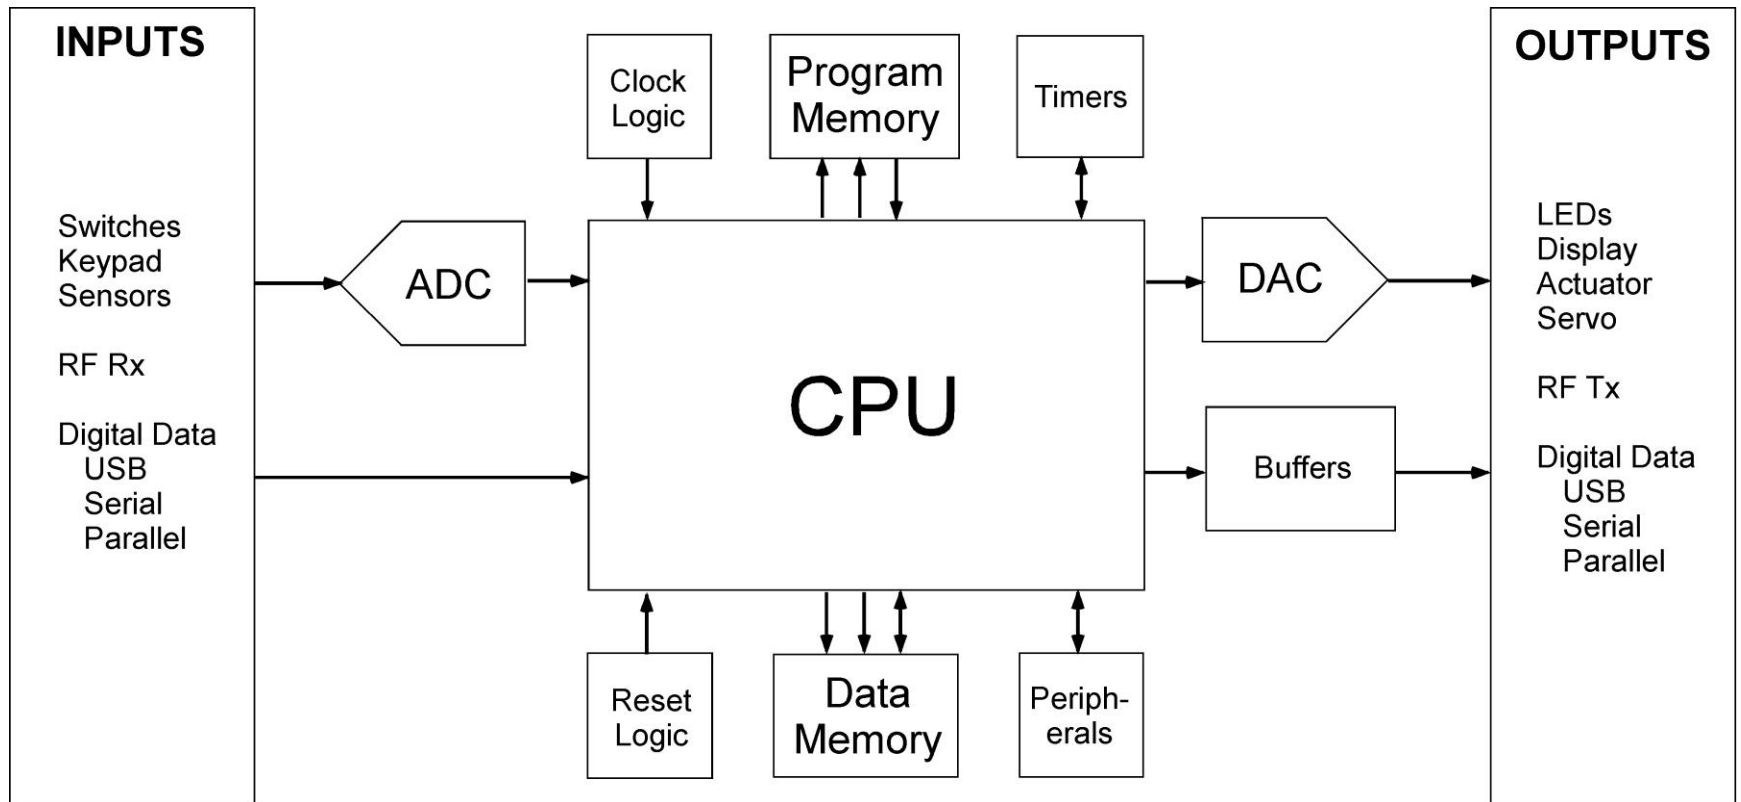 INPUTS
Switches
Keypad
Sensors
RF Rx
Digital Data
USB
Serial
Parallel
ADC
Clock
Logic
Program
Memory
Timers
CPU
Reset
Logic
Data
Memory
Periph-
erals
DAC
Buffers
OUTPUTS
LEDs
Display
Actuator
Servo
RF Tx
Digital Data
USB
Serial
Parallel